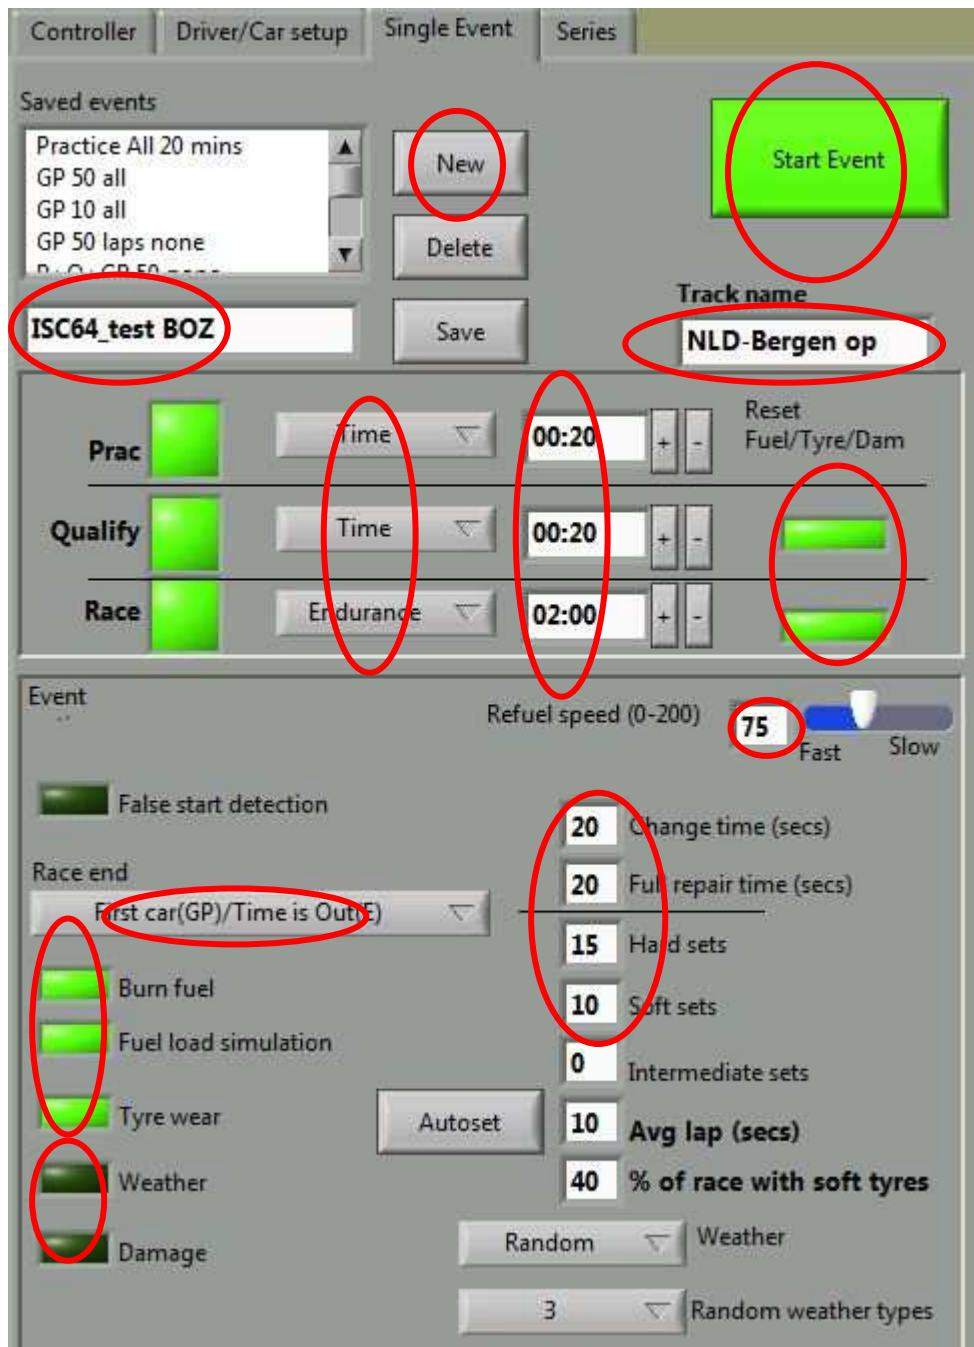 Controller Driver/Car setup Single Event Series
Saved events
Practice All 20 mins
GP 50 all
GP 10 all
GP 50 laps none
New
Delete
Save
Start Event
ISC64_test BOZ
Track name
NLD-Bergen op
Reset
Fuel/Tyre/Dam
Prac Time 00:20 + -
Qualify Time 00:20 + -
Race Endurance 02:00 + -
Event
Refuel speed (0-200) 75
Fast Slow
False start detection
Race end
First car(GP)/Time is Out(E)
Burn fuel
Fuel load simulation
Tyre wear
Weather
Damage
20 Change time (secs)
20 Full repair time (secs)
15 Hard sets
10 Soft sets
0 Intermediate sets
Autoset
10 Avg lap (secs)
40 % of race with soft tyres
Random Weather
3 Random weather types